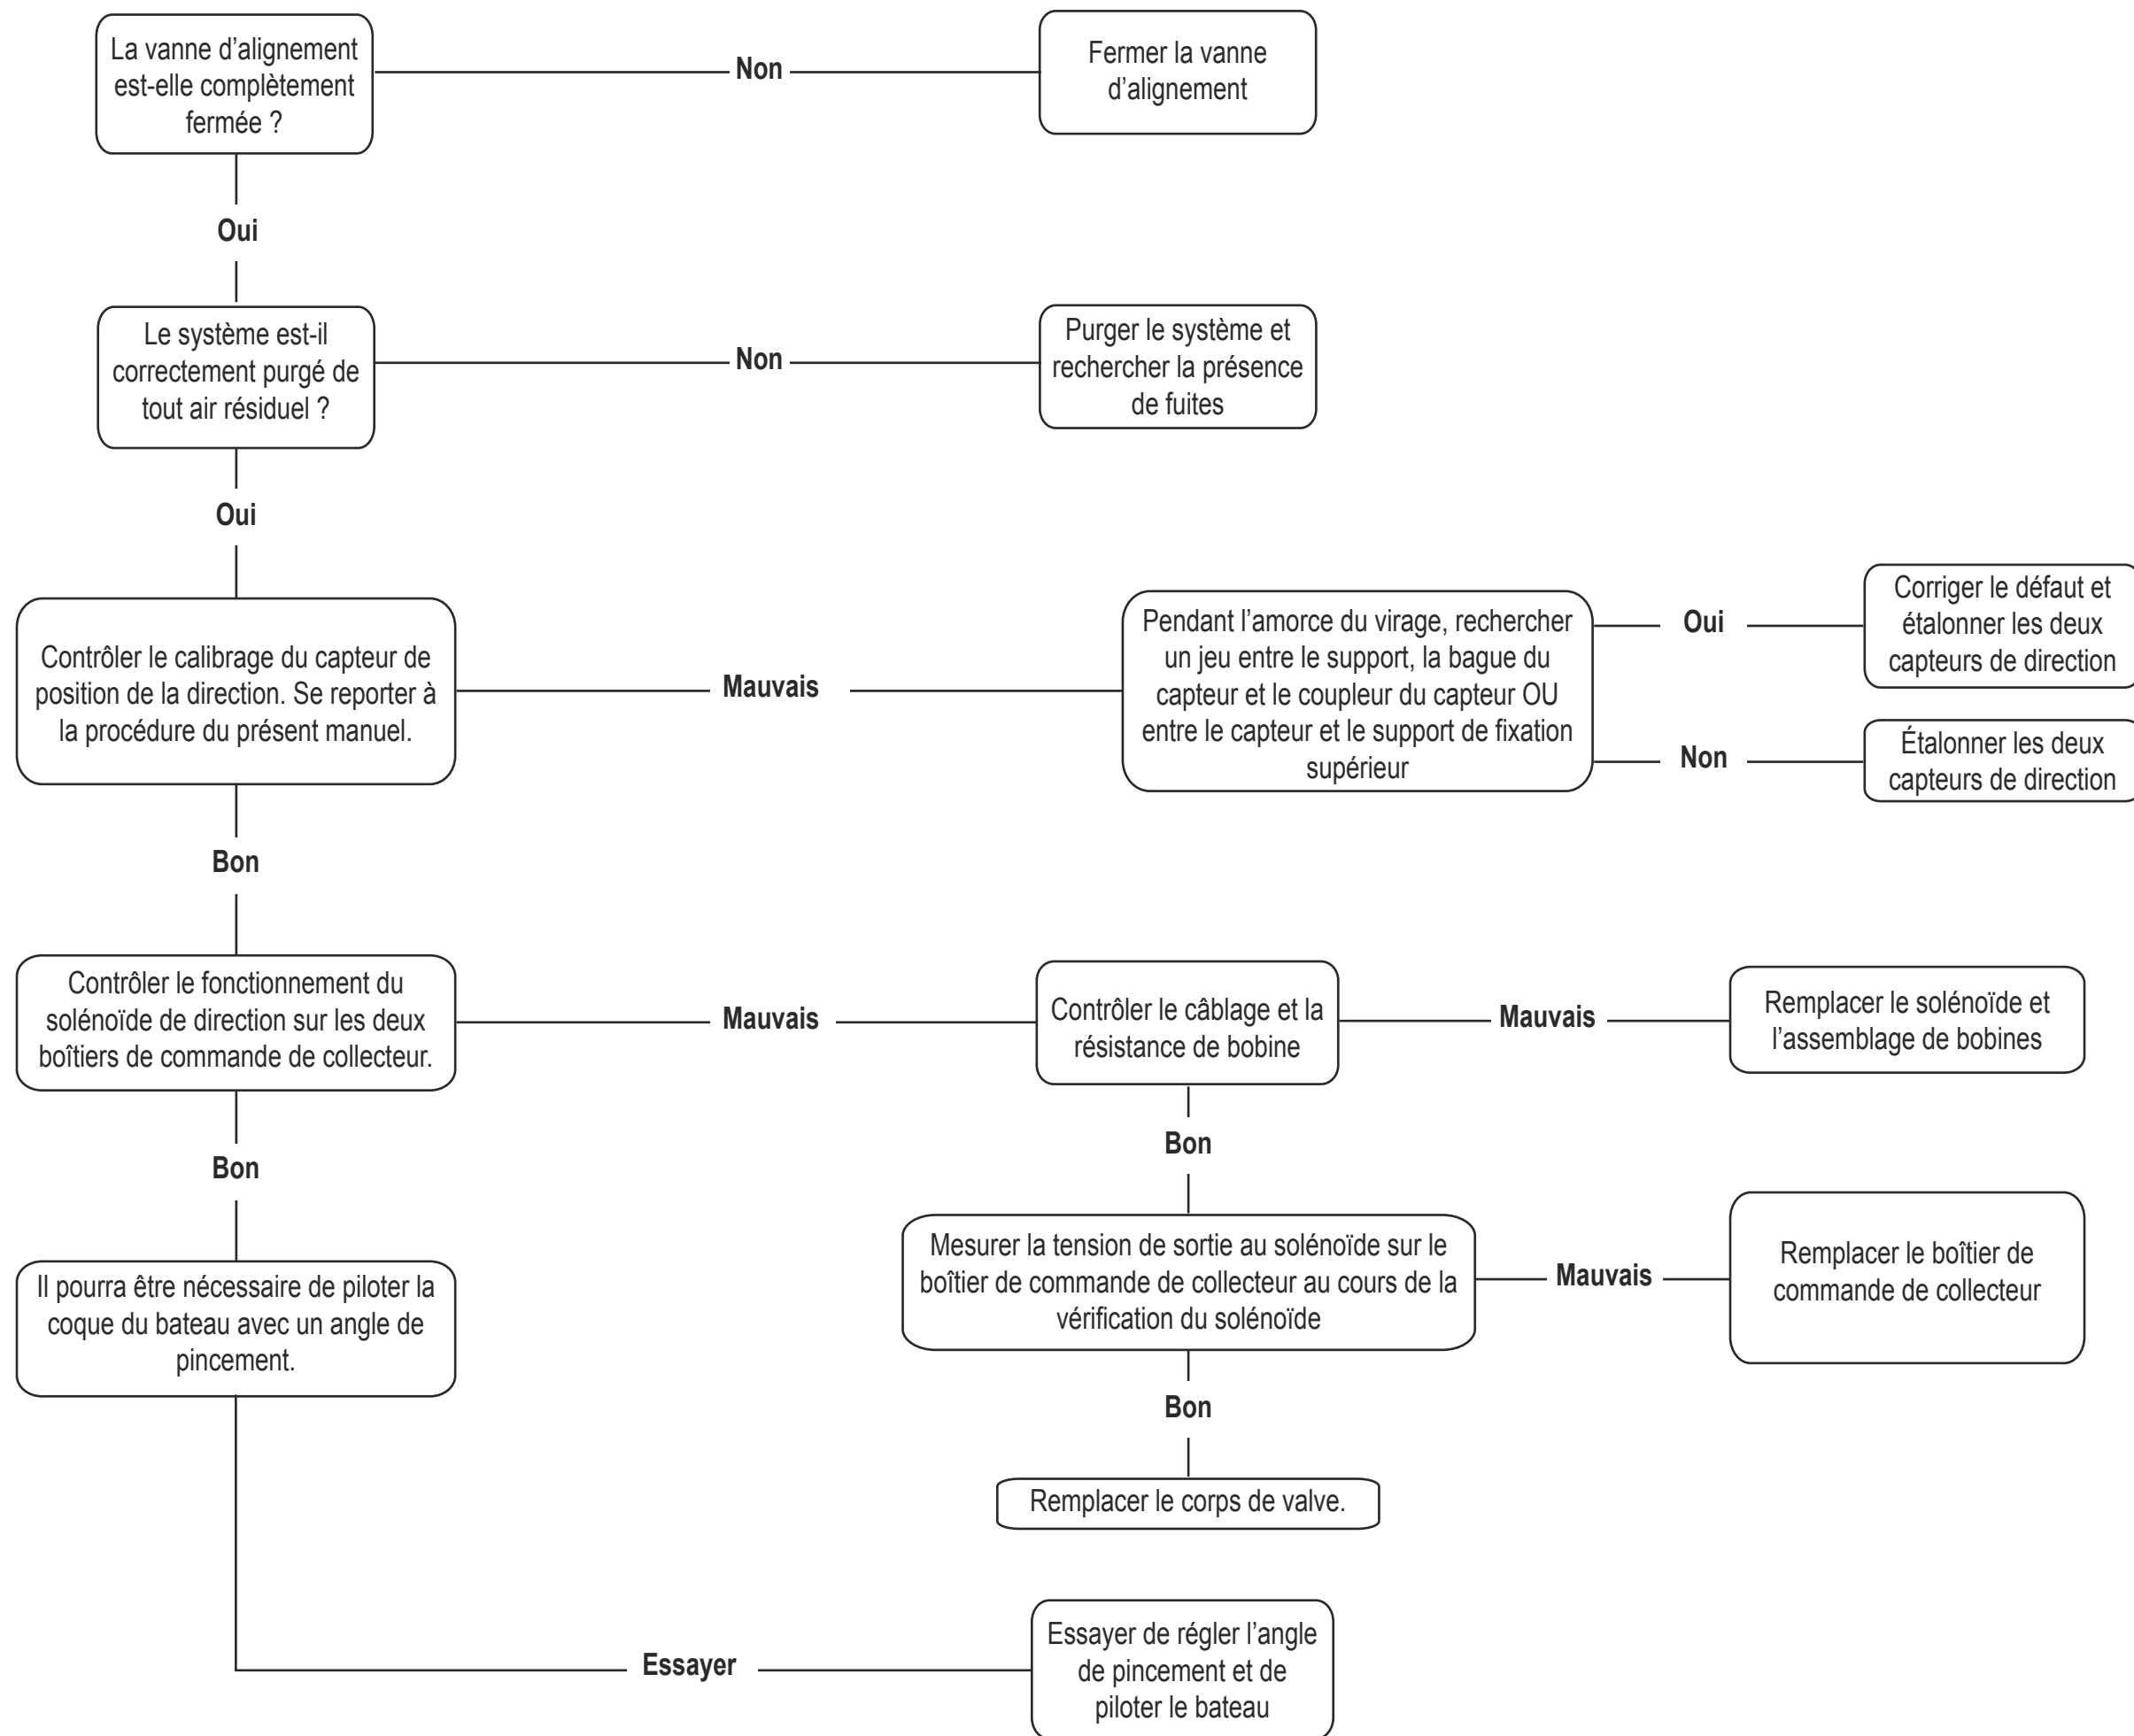 La vanne d’alignement
est-elle complètement
fermée ?
Non
Fermer la vanne
d’alignement
Oui
Le système est-il
correctement purgé de
tout air résiduel ?
Non
Purger le système et
rechercher la présence
de fuites
Oui
Contrôler le calibrage du capteur de
position de la direction. Se reporter à
la procédure du présent manuel.
Mauvais
Pendant l’amorce du virage, rechercher
un jeu entre le support, la bague du
capteur et le coupleur du capteur OU
entre le capteur et le support de fixation
supérieur
Oui
Corriger le défaut et
étalonner les deux
capteurs de direction
Non
Étalonner les deux
capteurs de direction
Bon
Contrôler le fonctionnement du
solénoïde de direction sur les deux
boîtiers de commande de collecteur.
Mauvais
Contrôler le câblage et la
résistance de bobine
Mauvais
Remplacer le solénoïde et
l’assemblage de bobines
Bon
Bon
Mesurer la tension de sortie au solénoïde sur le
boîtier de commande de collecteur au cours de la
vérification du solénoïde
Mauvais
Remplacer le boîtier de
commande de collecteur
Il pourra être nécessaire de piloter la
coque du bateau avec un angle de
pincement.
Bon
Remplacer le corps de valve.
Essayer
Essayer de régler l’angle
de pincement et de
piloter le bateau